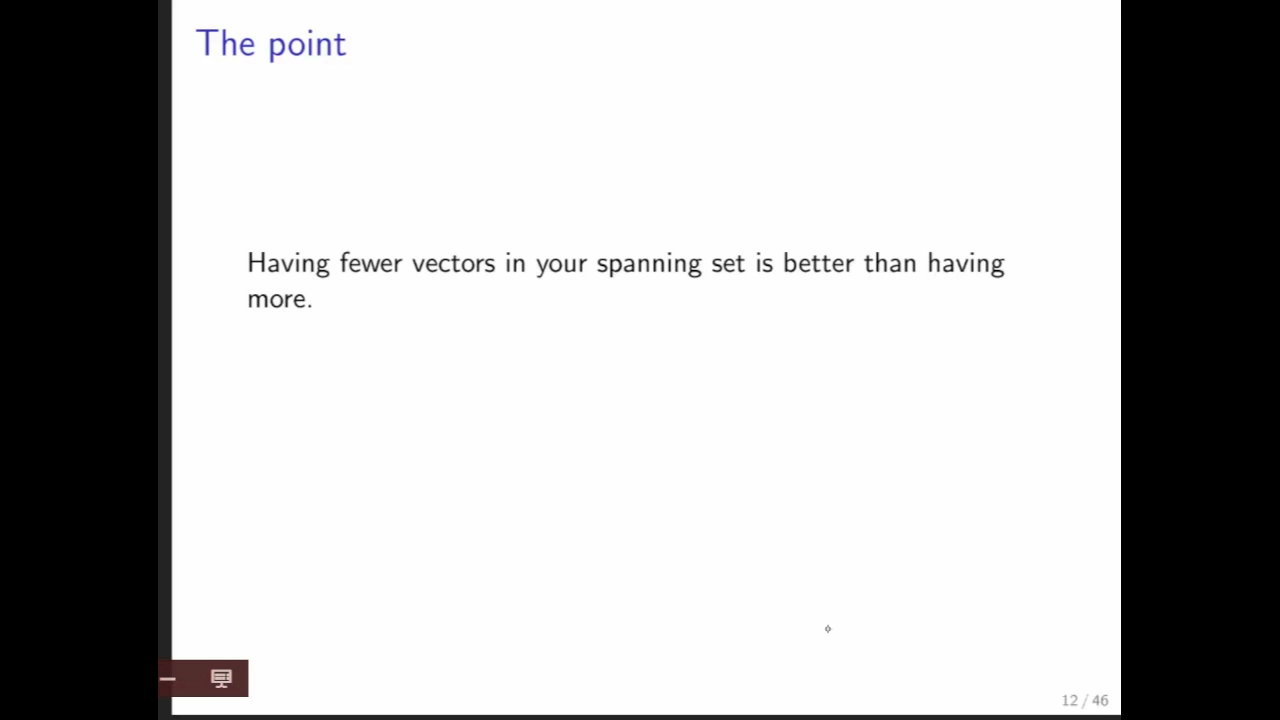 The point
Having fewer vectors in your spanning set is better than having
more.
12 / 46